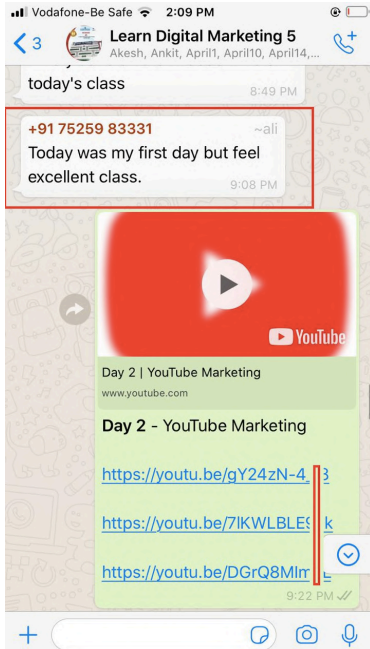 Vodafone-Be Safe 2:09 PM
3
Learn Digital Marketing 5
Akesh, Ankit, April1, April10, April14,...
today's class
8:49 PM
+91 75259 83331 ~ali
Today was my first day but feel
excellent class.
9:08 PM
YouTube
Day 2 | YouTube Marketing
www.youtube.com
Day 2 - YouTube Marketing
9:22 PM